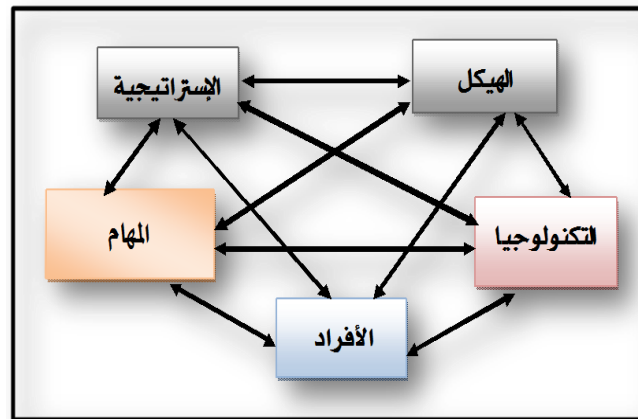 الهيكل
الإستراتيجية
التكنولوجيا
المهام
الأفراد